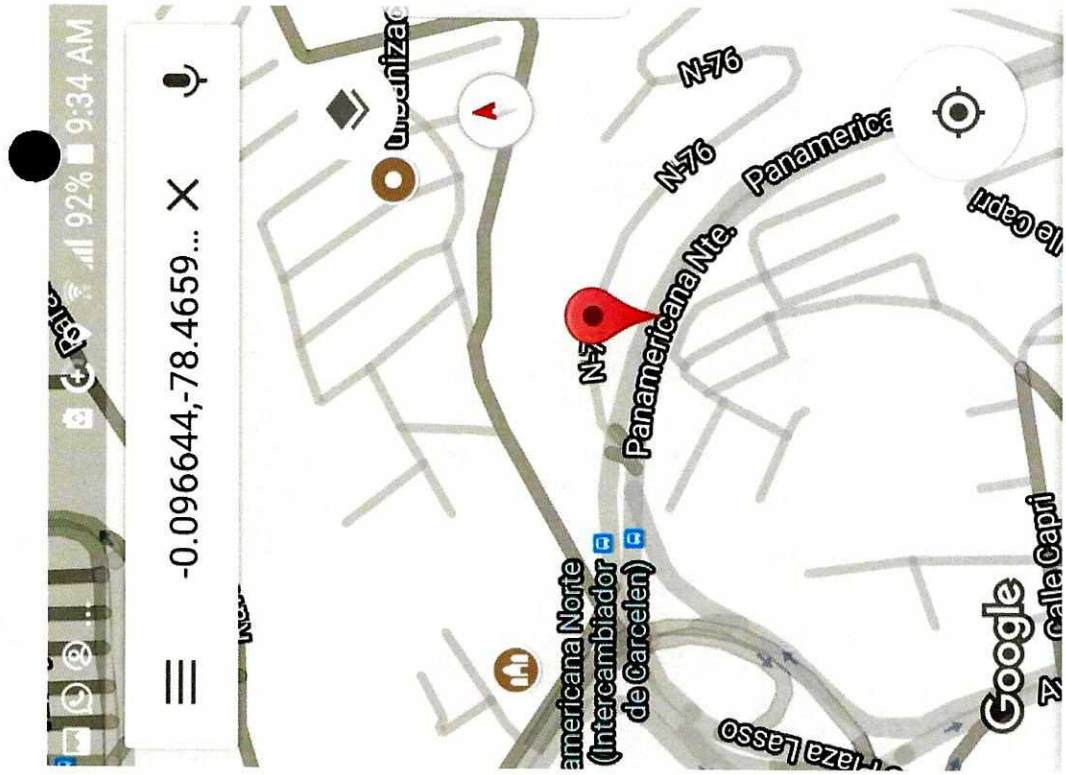 92% 9:34 AM
-0.096644,-78.4659...
N-76
N-76
Panamerica
Panamericana Nte.
americana Norte
(Intercambiador
de Carcelen)
Plaza Lasso
lle Capri
Calle Capri
Google